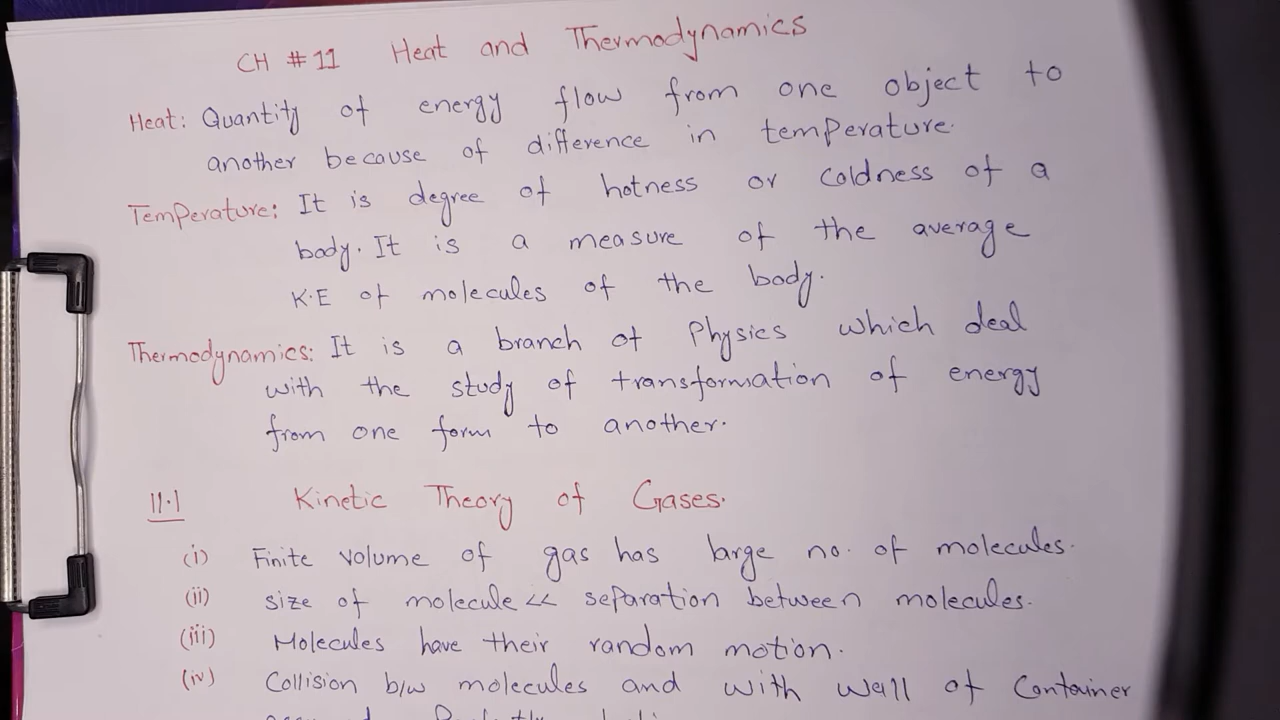 CH # 11 Heat and Thermodynamics
Heat: Quantity of energy flow from one object to
another because of difference in temperature.
Temperature: It is degree of hotness or coldness of a
body. It is a measure of the average
K.E of molecules of the body.
Thermodynamics: It is a branch of Physics which deal
with the study of transformation of energy
from one form to another.
11.1 Kinetic Theory of Gases.
(i) Finite volume of gas has large no. of molecules.
(ii) size of molecule << separation between molecules.
(iii) Molecules have their random motion.
(iv) Collision b/w molecules and with wall of Container